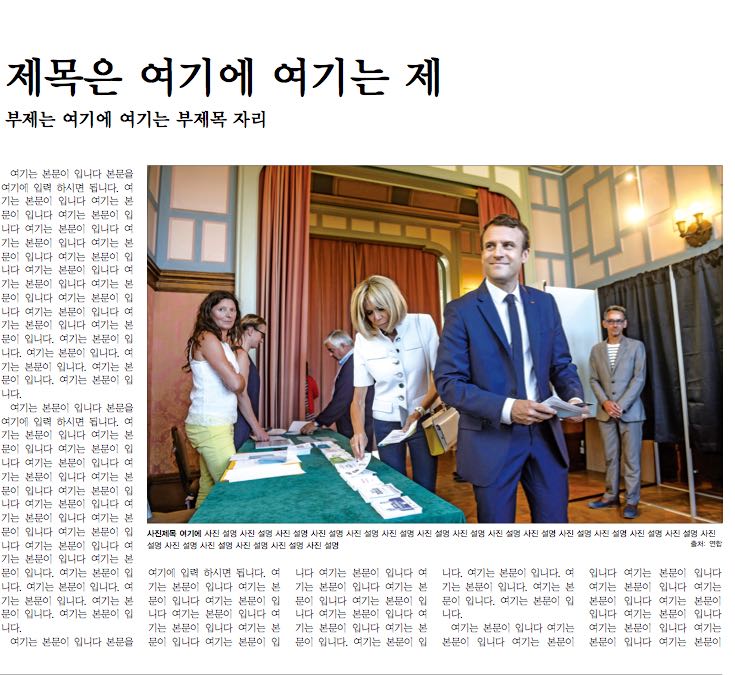 제목은 여기에 여기는 제
부제는 여기에 여기는 부제목 자리
여기는 본문이 입니다 본문을
여기에 입력 하시면 됩니다. 여
기는 본문이 입니다 여기는 본
문이 입니다 여기는 본문이 입
니다 여기는 본문이 입니다 여
기는 본문이 입니다 여기는 본
문이 입니다 여기는 본문이 입
니다 여기는 본문이 입니다 여
기는 본문이 입니다 여기는 본
문이 입니다 여기는 본문이 입
니다 여기는 본문이 입니다 여
기는 본문이 입니다 여기는 본
문이 입니다. 여기는 본문이 입
니다. 여기는 본문이 입니다. 여
기는 본문이 입니다. 여기는 본
문이 입니다. 여기는 본문이 입
니다.
여기는 본문이 입니다 본문을
여기에 입력 하시면 됩니다. 여
기는 본문이 입니다 여기는 본
문이 입니다 여기는 본문이 입
니다 여기는 본문이 입니다 여
기는 본문이 입니다 여기는 본
문이 입니다 여기는 본문이 입
니다 여기는 본문이 입니다 여
기는 본문이 입니다 여기는 본
문이 입니다 여기는 본문이 입
니다 여기는 본문이 입니다 여
기는 본문이 입니다 여기는 본
문이 입니다. 여기는 본문이 입
니다. 여기는 본문이 입니다. 여
기는 본문이 입니다. 여기는 본
문이 입니다. 여기는 본문이 입
니다.
여기는 본문이 입니다 본문을
사진제목 여기에 사진 설명 사진 설명 사진 설명 사진 설명 사진 설명 사진 설명 사진 설명 사진 설명 사진 설명 사진 설명 사진 설명 사진 설명 사진 설명 사진 설명 사진
설명 사진 설명 사진 설명 사진 설명 사진 설명 사진 설명
출처: 연합
여기에 입력 하시면 됩니다. 여
기는 본문이 입니다 여기는 본
문이 입니다 여기는 본문이 입
니다 여기는 본문이 입니다 여
기는 본문이 입니다 여기는 본
문이 입니다 여기는 본문이 입
니다 여기는 본문이 입니다 여
기는 본문이 입니다 여기는 본
문이 입니다 여기는 본문이 입
니다 여기는 본문이 입니다 여
기는 본문이 입니다 여기는 본
문이 입니다. 여기는 본문이 입
니다. 여기는 본문이 입니다. 여
기는 본문이 입니다. 여기는 본
문이 입니다. 여기는 본문이 입
니다.
여기는 본문이 입니다 여기는
본문이 입니다 여기는 본문이
입니다 여기는 본문이 입니다
여기는 본문이 입니다 여기는
본문이 입니다 여기는 본문이
입니다 여기는 본문이 입니다
여기는 본문이 입니다 여기는
본문이 입니다 여기는 본문이